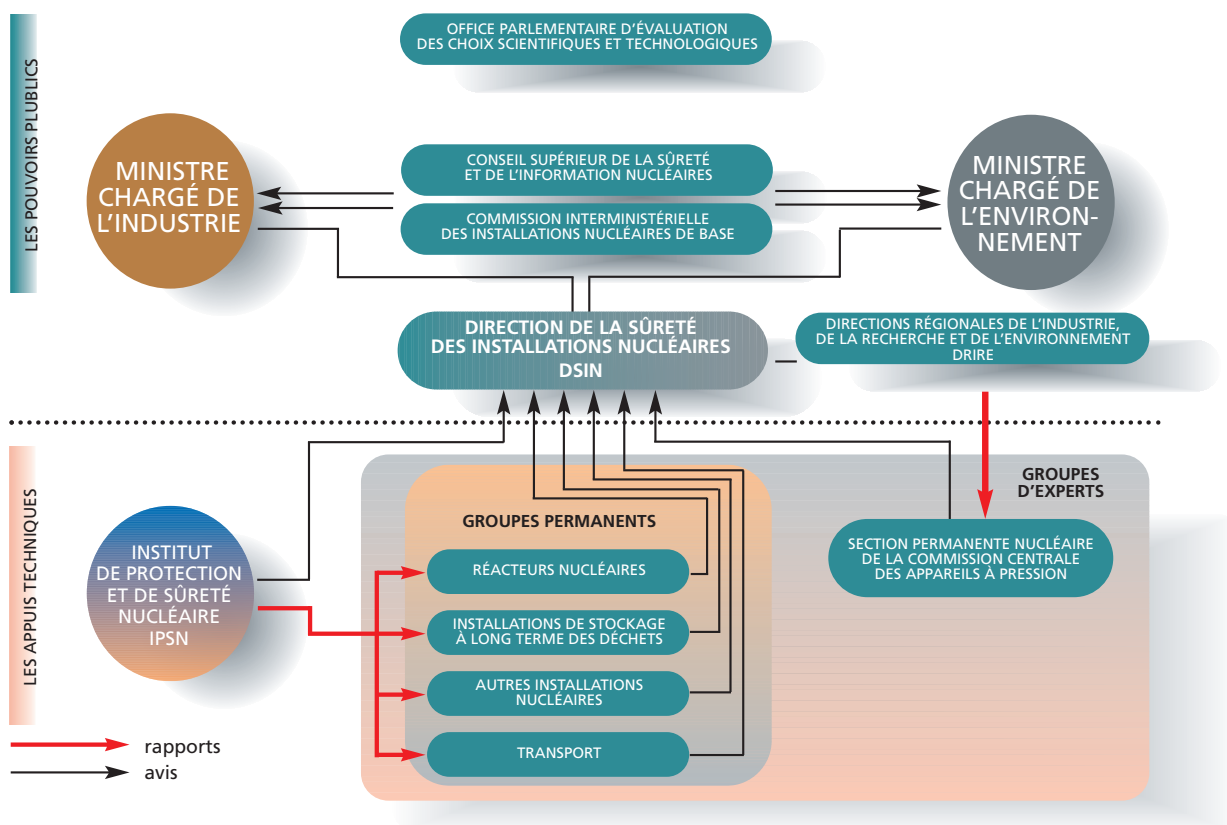 LES POUVOIRS PLUBLICS
OFFICE PARLEMENTAIRE D'ÉVALUATION
DES CHOIX SCIENTIFIQUES ET TECHNOLOGIQUES
MINISTRE
CHARGÉ DE
L'INDUSTRIE
CONSEIL SUPÉRIEUR DE LA SÛRETÉ
ET DE L'INFORMATION NUCLÉAIRES
COMMISSION INTERMINISTÉRIELLE
DES INSTALLATIONS NUCLÉAIRES DE BASE
MINISTRE
CHARGÉ DE
L'ENVIRON-
NEMENT
DIRECTION DE LA SÛRETÉ
DES INSTALLATIONS NUCLÉAIRES
DSIN
DIRECTIONS RÉGIONALES DE L'INDUSTRIE,
DE LA RECHERCHE ET DE L'ENVIRONNEMENT
DRIRE
LES APPUIS TECHNIQUES
INSTITUT
DE PROTECTION
ET DE SÛRETÉ
NUCLÉAIRE
IPSN
GROUPES PERMANENTS
RÉACTEURS NUCLÉAIRES
INSTALLATIONS DE STOCKAGE
À LONG TERME DES DÉCHETS
AUTRES INSTALLATIONS
NUCLÉAIRES
TRANSPORT
GROUPES
D'EXPERTS
SECTION PERMANENTE NUCLÉAIRE
DE LA COMMISSION CENTRALE
DES APPAREILS À PRESSION
rapports
avis